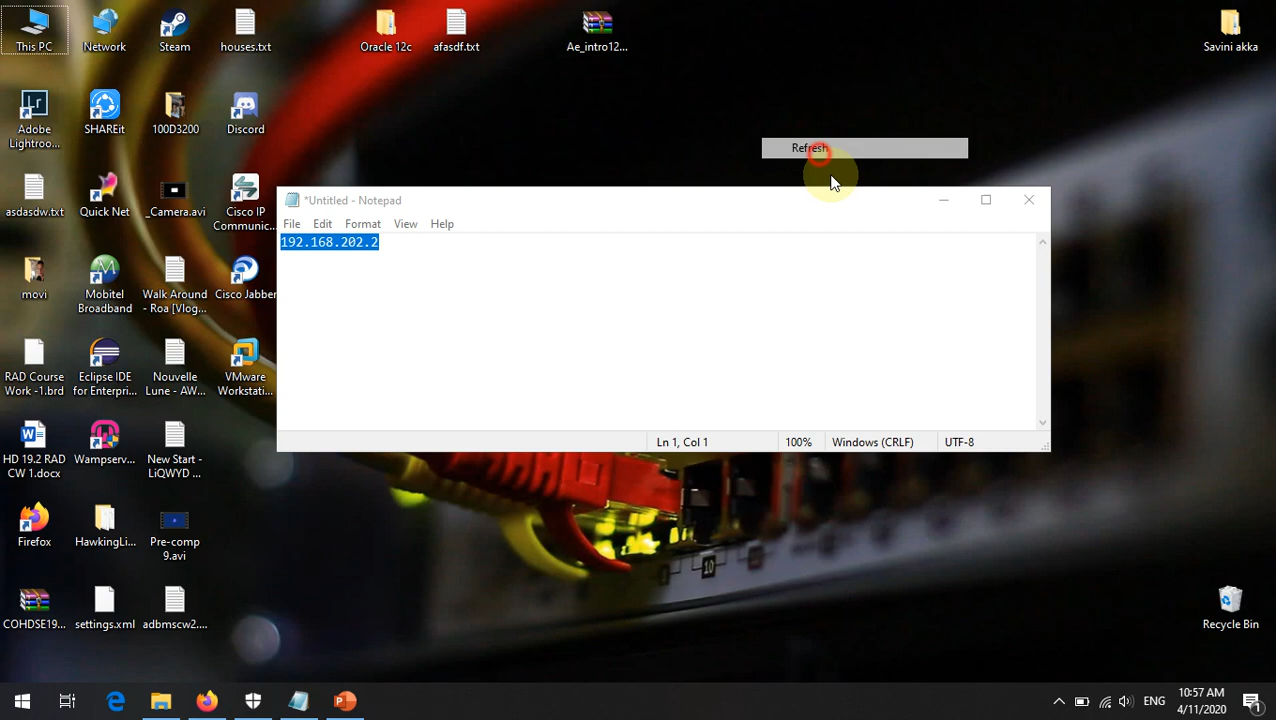 This PC
Network
Steam
houses.txt
Oracle 12c
afasdf.txt
Ae_intro12...
Savini akka
Adobe
Lightroo...
SHAREit
100D3200
Discord
Refresh
asdasdw.txt
Quick Net
_Camera.avi
Cisco IP
Communic...
*Untitled - Notepad
File Edit Format View Help
192.168.202.2
movi
Mobitel
Broadband
Walk Around
- Roa [Vlog...
Cisco Jabber
RAD Course
Work -1.brd
Eclipse IDE
for Enterpri...
Nouvelle
Lune - AW...
VMware
Workstati...
Ln 1, Col 1
100%
Windows (CRLF)
UTF-8
HD 19.2 RAD
CW 1.docx
Wampserv...
New Start -
LiQWYD ...
Firefox
HawkingLi...
Pre-comp
9.avi
10
COHDSE19...
settings.xml
adbmscw2....
Recycle Bin
ENG
10:57 AM
4/11/2020
1